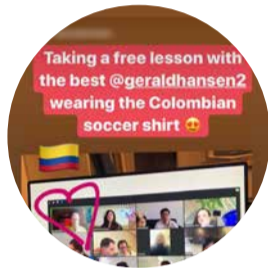 Taking a free lesson with
the best @geraldhansen2
wearing the Colombian
soccer shirt 😍